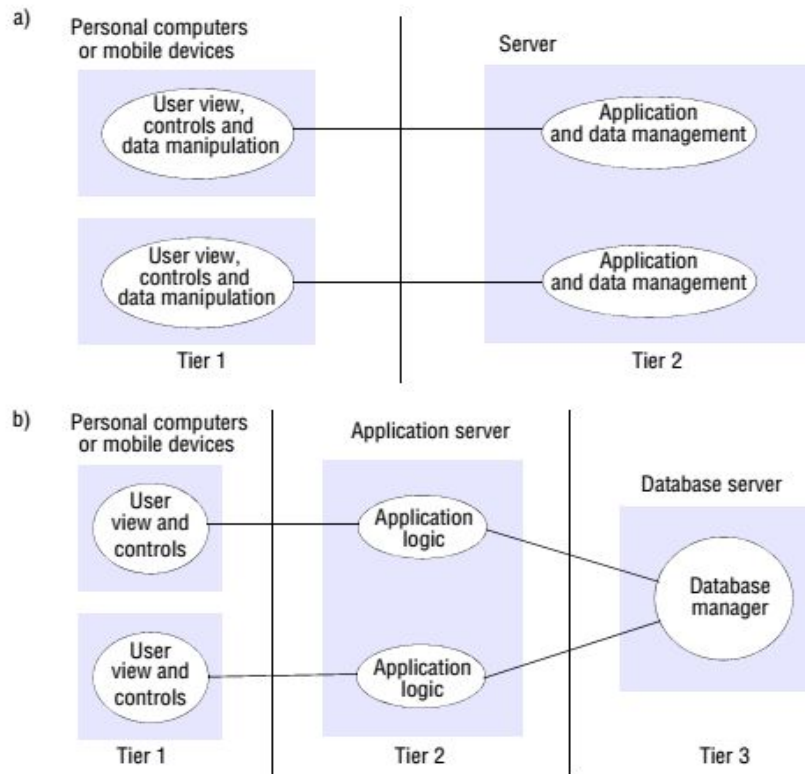 a)
Personal computers
or mobile devices
Server
User view,
controls and
data manipulation
Application
and data management
User view,
controls and
data manipulation
Application
and data management
Tier 1
Tier 2
b)
Personal computers
or mobile devices
Application server
Database server
User
view and
controls
Application
logic
Database
manager
User
view and
controls
Application
logic
Tier 1
Tier 2
Tier 3